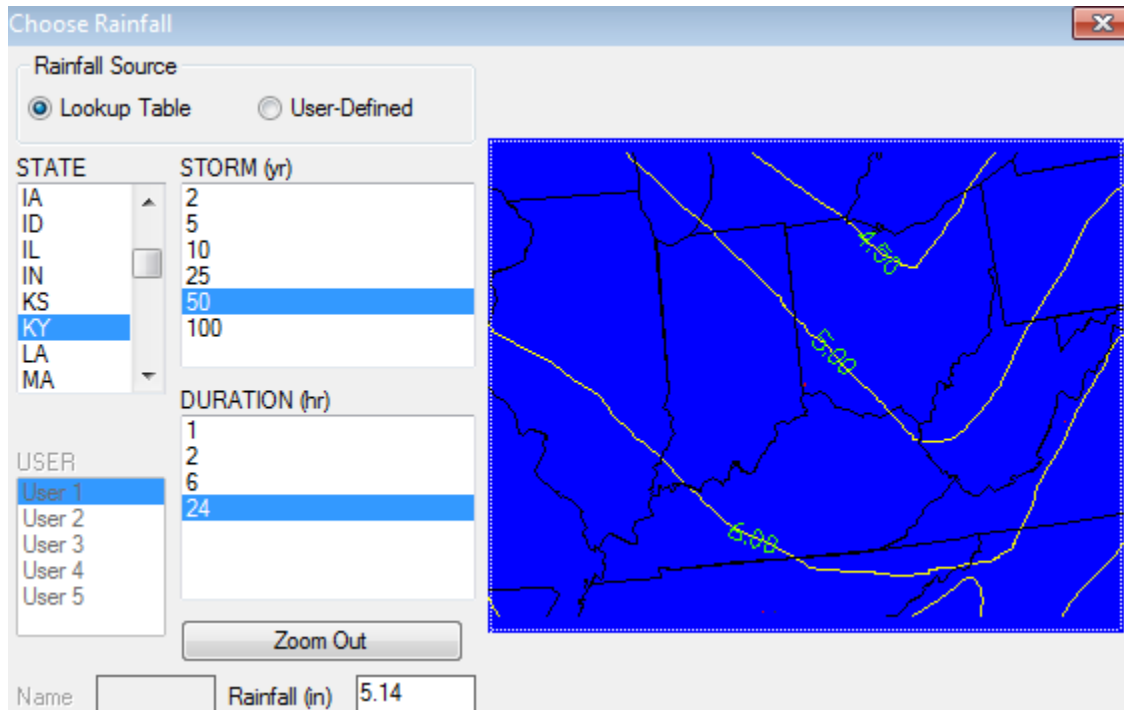 Choose Rainfall
Rainfall Source
Lookup Table
User-Defined
STATE
IA
ID
IL
IN
KS
KY
LA
MA
STORM (yr)
2
5
10
25
50
100
DURATION (hr)
1
2
6
24
USER
User 1
User 2
User 3
User 4
User 5
Zoom Out
Name
Rainfall (in)
5.14
4.50
5.00
6.00